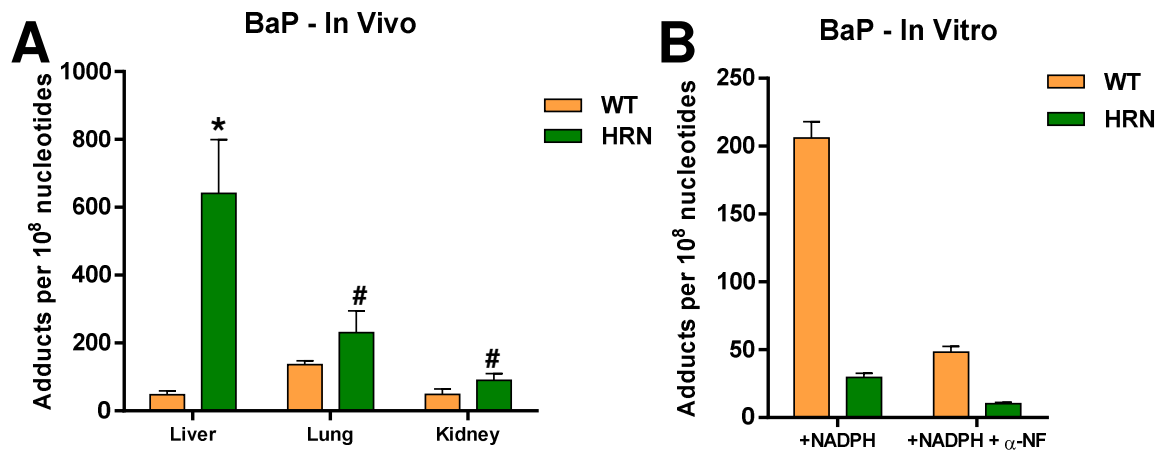 A
BaP - In Vivo
Adducts per 10⁸ nucleotides
1000
800
600
400
200
0
*
#
#
Liver
Lung
Kidney
WT
HRN
B
BaP - In Vitro
Adducts per 10⁸ nucleotides
250
200
150
100
50
0
+NADPH
+NADPH + α-NF
WT
HRN